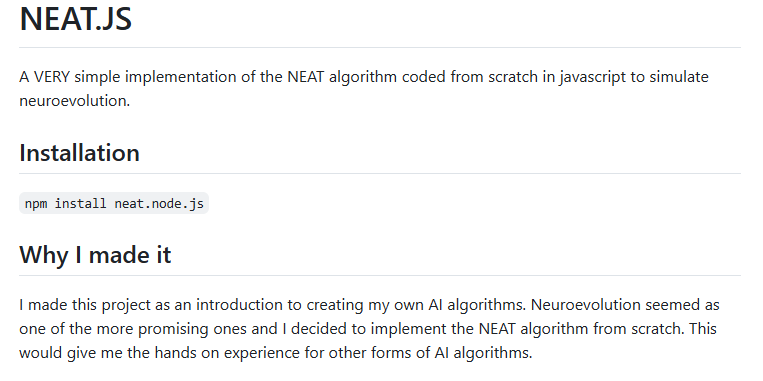 NEAT.JS
A VERY simple implementation of the NEAT algorithm coded from scratch in javascript to simulate
neuroevolution.
Installation
npm install neat.node.js
Why I made it
I made this project as an introduction to creating my own AI algorithms. Neuroevolution seemed as
one of the more promising ones and I decided to implement the NEAT algorithm from scratch. This
would give me the hands on experience for other forms of AI algorithms.